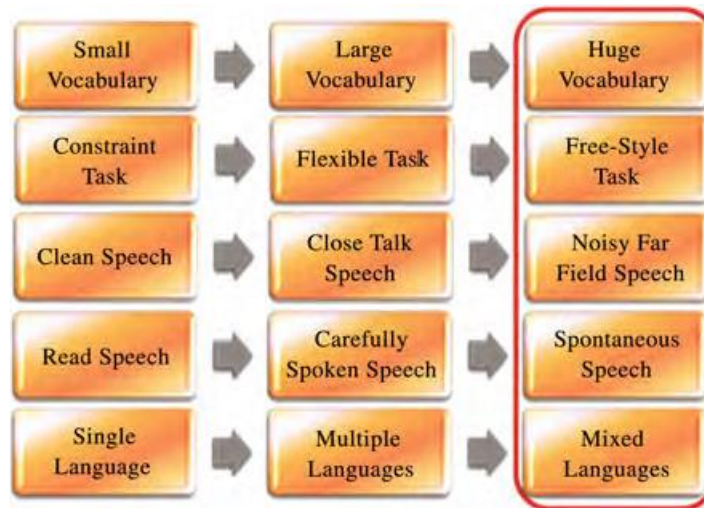 Small
Vocabulary
Large
Vocabulary
Huge
Vocabulary
Constraint
Task
Flexible Task
Free-Style
Task
Clean Speech
Close Talk
Speech
Noisy Far
Field Speech
Read Speech
Carefully
Spoken Speech
Spontaneous
Speech
Single
Language
Multiple
Languages
Mixed
Languages